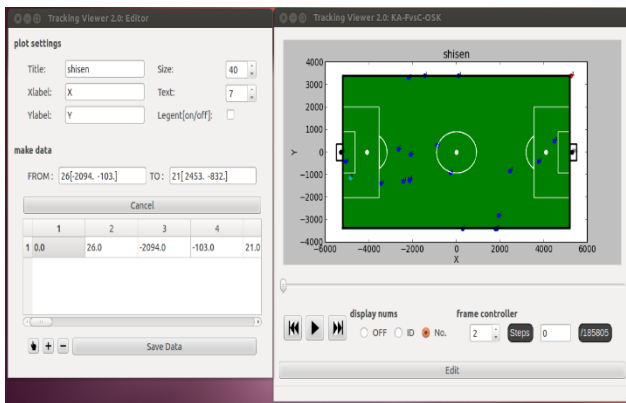 Tracking Viewer 2.0: Editor
plot settings
Title: shisen Size: 40
Xlabel: X Text: 7
Ylabel: Y Legent[on/off]:
make data
FROM : 26[-2094. -103.] TO : 21[ 2453. -832.]
Cancel
1 2 3 4
1 0.0 26.0 -2094.0 -103.0 21.0
+ − Save Data
Tracking Viewer 2.0: KA-FvsC-OSK
shisen
4000
3000
2000
1000
0
−1000
−2000
−3000
−4000
Y
−6000 −4000 −2000 0 2000 4000 6000
X
display nums frame controller
OFF ID No. 2 Steps 0 /185805
Edit